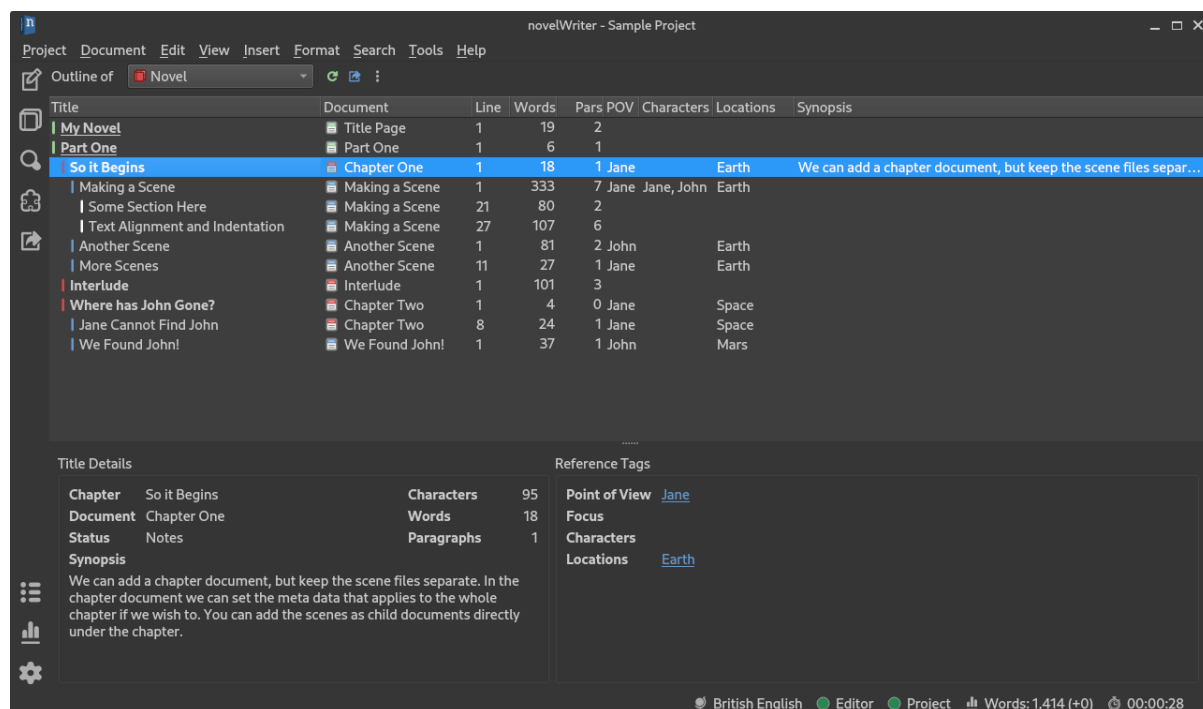 n
novelWriter - Sample Project
Project Document Edit View Insert Format Search Tools Help
Outline of Novel
Title Document Line Words Pars POV Characters Locations Synopsis
My Novel Title Page 1 19 2
Part One Part One 1 6 1
So it Begins Chapter One 1 18 1 Jane Earth We can add a chapter document, but keep the scene files separ...
Making a Scene Making a Scene 1 333 7 Jane Jane, John Earth
Some Section Here Making a Scene 21 80 2
Text Alignment and Indentation Making a Scene 27 107 6
Another Scene Another Scene 1 81 2 John Earth
More Scenes Another Scene 11 27 1 Jane Earth
Interlude Interlude 1 101 3
Where has John Gone? Chapter Two 1 4 0 Jane Space
Jane Cannot Find John Chapter Two 8 24 1 Jane Space
We Found John! We Found John! 1 37 1 John Mars
Title Details
Chapter So it Begins Characters 95
Document Chapter One Words 18
Status Notes Paragraphs 1
Synopsis
We can add a chapter document, but keep the scene files separate. In the
chapter document we can set the meta data that applies to the whole
chapter if we wish to. You can add the scenes as child documents directly
under the chapter.
Reference Tags
Point of View Jane
Focus
Characters
Locations Earth
British English Editor Project Words: 1,414 (+0) 00:00:28